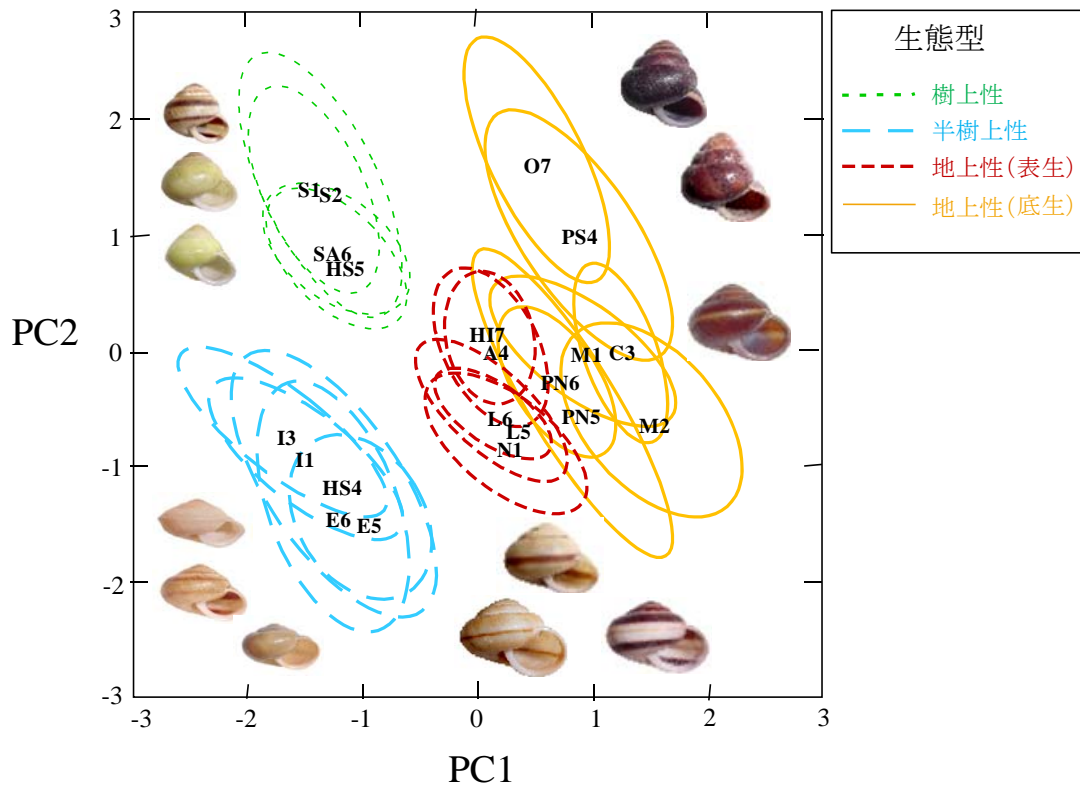 3
2
1
0
-1
-2
-3
PC2
-3
-2
-1
0
1
2
3
PC1
S1
S2
SA6
HS5
O7
PS4
HI7
A4
M1
C3
PN6
L6
L5
N1
PN5
M2
I3
I1
HS4
E6
E5
生態型
樹上性
半樹上性
地上性(表生)
地上性(底生)